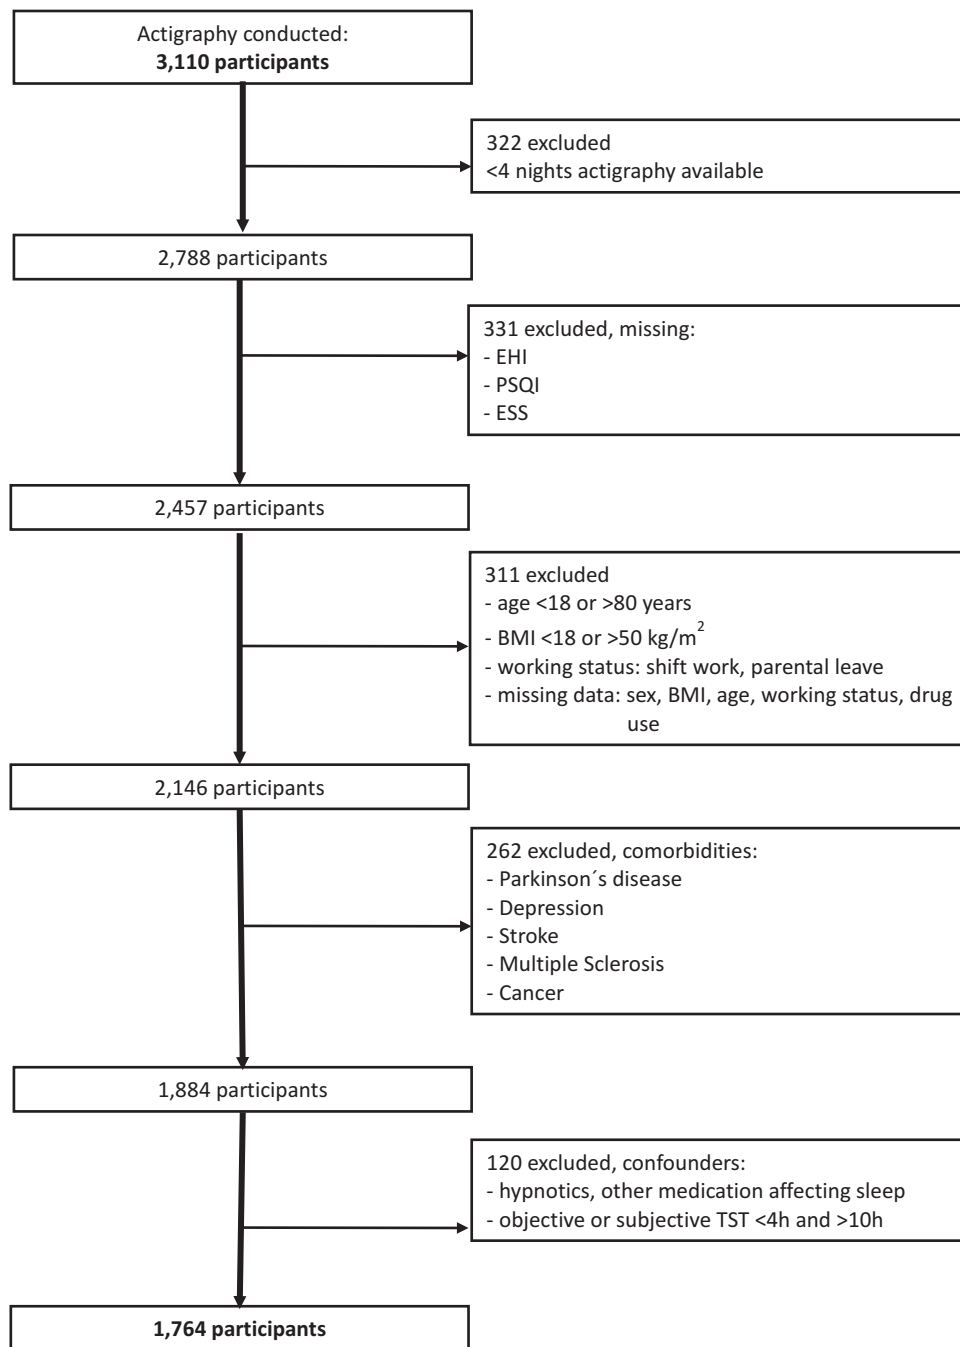 Actigraphy conducted:
3,110 participants
322 excluded
<4 nights actigraphy available
2,788 participants
331 excluded, missing:
- EHI
- PSQI
- ESS
2,457 participants
311 excluded
- age <18 or >80 years
- BMI <18 or >50 kg/m²
- working status: shift work, parental leave
- missing data: sex, BMI, age, working status, drug
use
2,146 participants
262 excluded, comorbidities:
- Parkinson´s disease
- Depression
- Stroke
- Multiple Sclerosis
- Cancer
1,884 participants
120 excluded, confounders:
- hypnotics, other medication affecting sleep
- objective or subjective TST <4h and >10h
1,764 participants